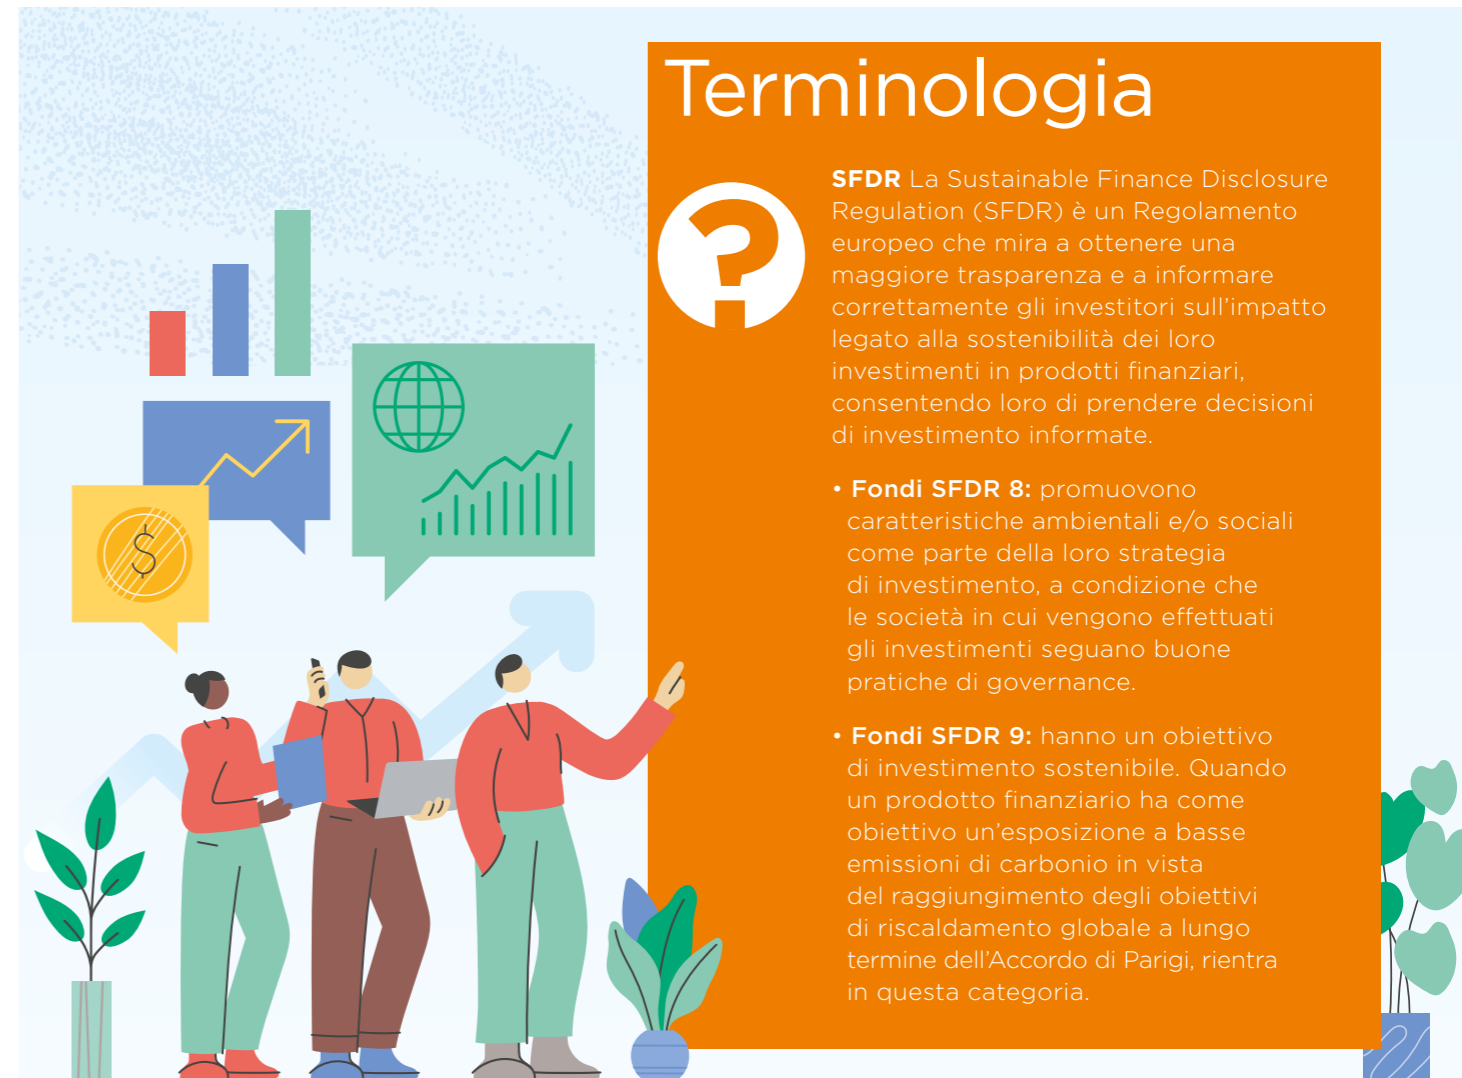 Terminologia
?
SFDR La Sustainable Finance Disclosure
Regulation (SFDR) è un Regolamento
europeo che mira a ottenere una
maggiore trasparenza e a informare
correttamente gli investitori sull'impatto
legato alla sostenibilità dei loro
investimenti in prodotti finanziari,
consentendo loro di prendere decisioni
di investimento informate.
• Fondi SFDR 8: promuovono
caratteristiche ambientali e/o sociali
come parte della loro strategia
di investimento, a condizione che
le società in cui vengono effettuati
gli investimenti seguano buone
pratiche di governance.
• Fondi SFDR 9: hanno un obiettivo
di investimento sostenibile. Quando
un prodotto finanziario ha come
obiettivo un'esposizione a basse
emissioni di carbonio in vista
del raggiungimento degli obiettivi
di riscaldamento globale a lungo
termine dell'Accordo di Parigi, rientra
in questa categoria.
$